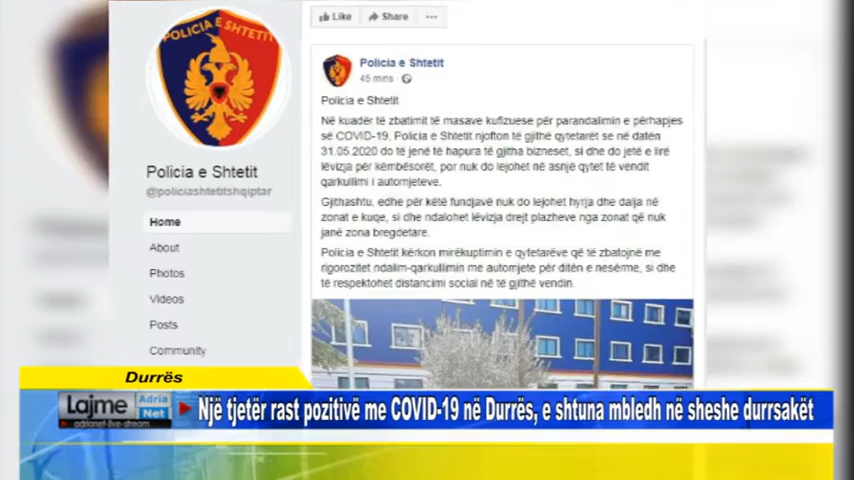 POLICIA E SHTETIT
Policia e Shtetit
@policiashtetitshqiptar
Home
About
Photos
Videos
Posts
Community
Like
Share
Policia e Shtetit
45 mins
Policia e Shtetit
Në kuadër të zbatimit të masave kufizuese për parandalimin e përhapjes
së COVID-19, Policia e Shtetit njofton të gjithë qytetarët se në datën
31.05.2020 do të jenë të hapura të gjitha bizneset, si dhe do jetë e lirë
lëvizja për këmbësorët, por nuk do lejohet në asnjë qytet të vendit
qarkullimi i automjeteve.
Gjithashtu, edhe për këtë fundjavë nuk do lejohet hyrja dhe dalja në
zonat e kuqe, si dhe ndalohet lëvizja drejt plazheve nga zonat që nuk
janë zona bregdetare.
Policia e Shtetit kërkon mirëkuptimin e qytetarëve që të zbatojnë me
rigorozitet ndalim-qarkullimin me automjete për ditën e nesërme, si dhe
të respektohet distancimi social në të gjithë vendin.
Durrës
Lajme
Adria
Net
adrianet-live-stream
Një tjetër rast pozitivë me COVID-19 në Durrës, e shtuna mbledh në sheshe durrsakët